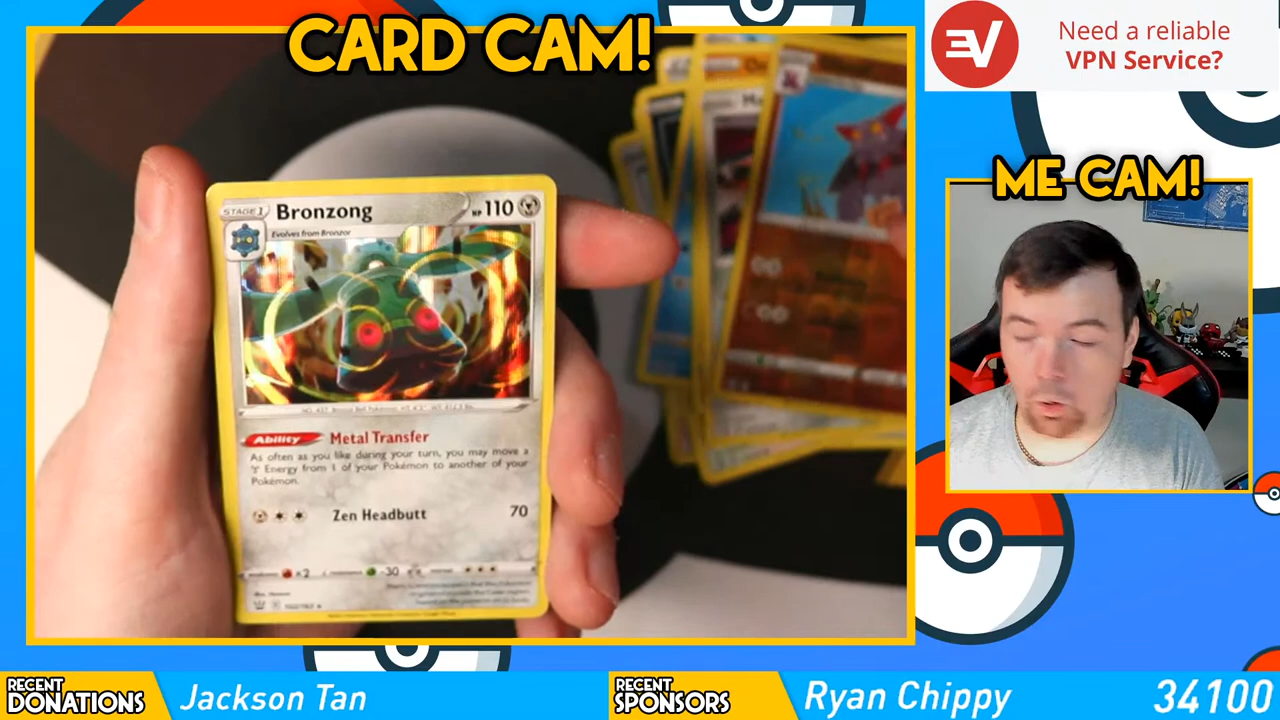 CARD CAM!
Need a reliable
VPN Service?
ME CAM!
STAGE 1
Bronzong
HP 110
Evolves from Bronzor
Ability Metal Transfer
As often as you like during your turn, you may move a
Energy from 1 of your Pokémon to another of your
Pokémon.
Zen Headbutt 70
×2
-30
RECENT
DONATIONS
Jackson Tan
RECENT
SPONSORS
Ryan Chippy
34100